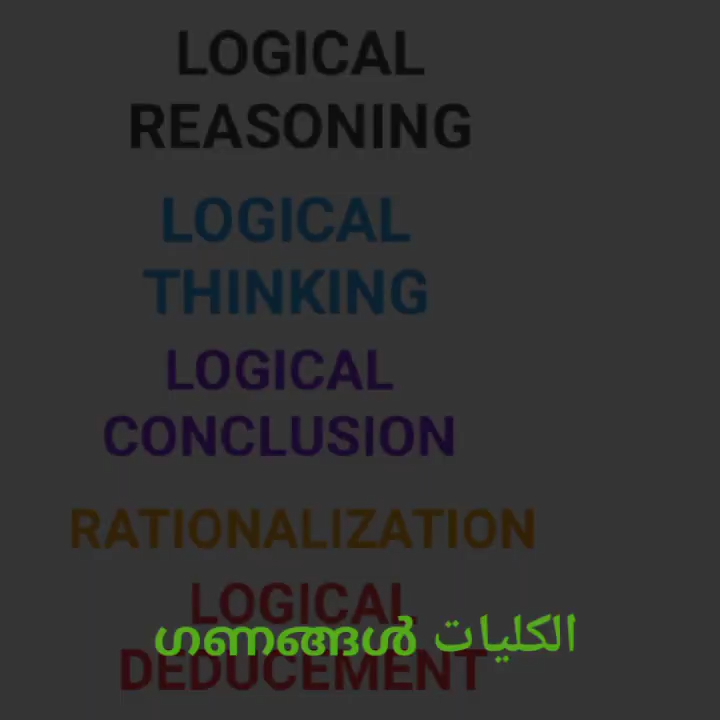 LOGICAL
REASONING
LOGICAL
THINKING
LOGICAL
CONCLUSION
RATIONALIZATION
LOGICAL
ഗണങ്ങൾ الكليات
DEDUCEMENT